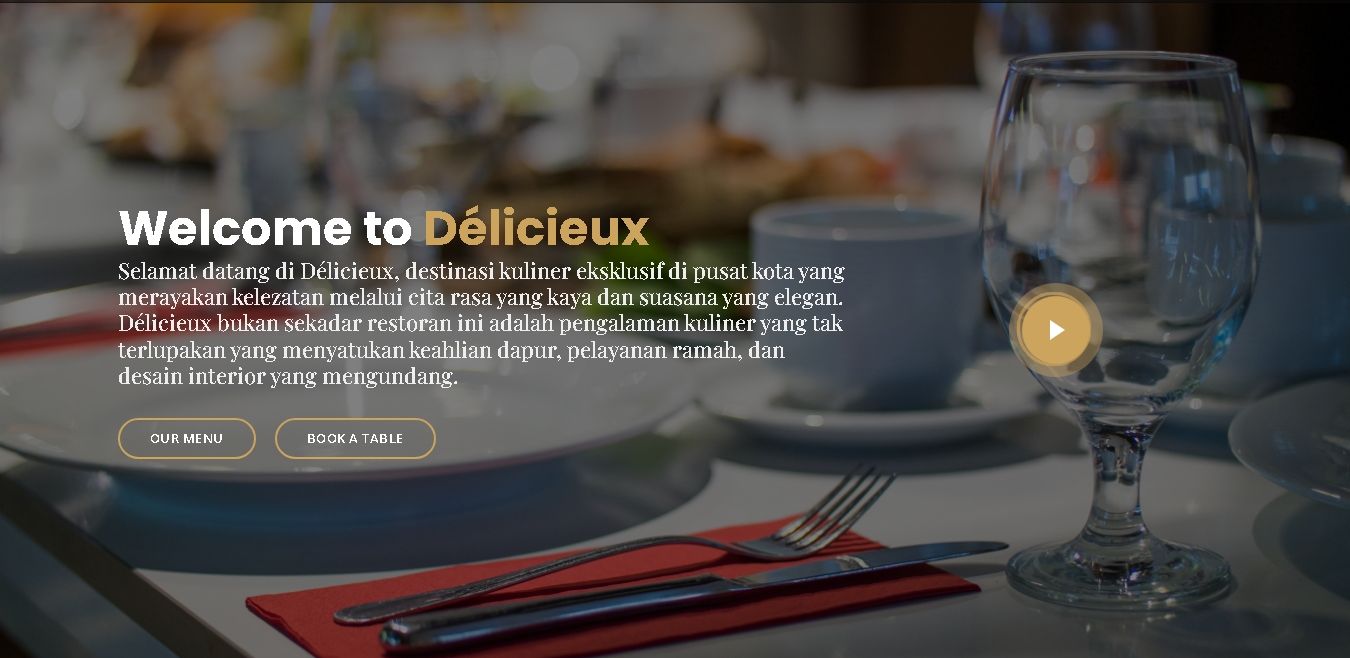 Welcome to Délicieux
Selamat datang di Délicieux, destinasi kuliner eksklusif di pusat kota yang
merayakan kelezatan melalui cita rasa yang kaya dan suasana yang elegan.
Délicieux bukan sekadar restoran ini adalah pengalaman kuliner yang tak
terlupakan yang menyatukan keahlian dapur, pelayanan ramah, dan
desain interior yang mengundang.
OUR MENU
BOOK A TABLE